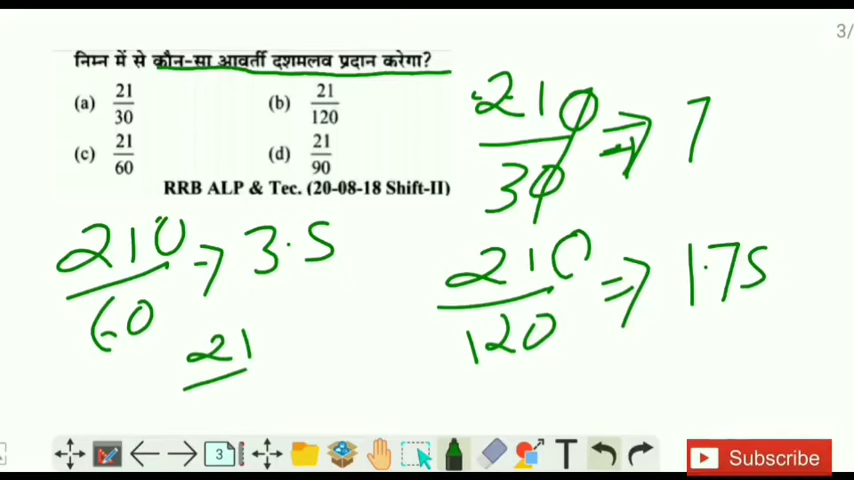 3/
निम्न में से कौन-सा आवर्ती दशमलव प्रदान करेगा?
(a) 21/30 (b) 21/120
(c) 21/60 (d) 21/90
RRB ALP & Tec. (20-08-18 Shift-II)
210/30 ⇒ 7
210/60 ⇒ 3.5
210/120 ⇒ 1.75
21
3
T
Subscribe